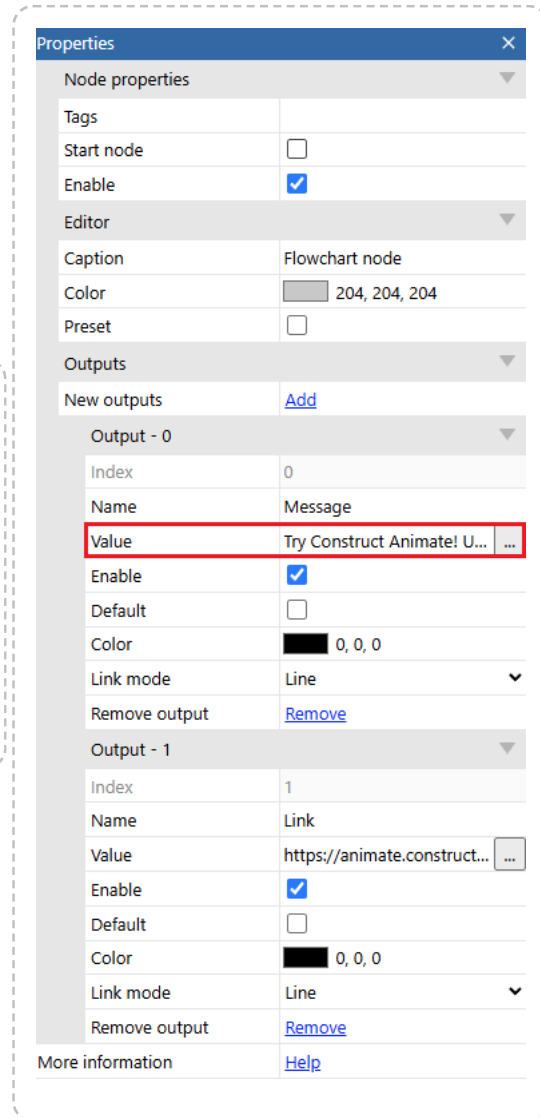 Properties ×
Node properties
Tags
Start node
Enable
Editor
Caption Flowchart node
Color 204, 204, 204
Preset
Outputs
New outputs Add
Output - 0
Index 0
Name Message
Value Try Construct Animate! U... ...
Enable
Default
Color 0, 0, 0
Link mode Line
Remove output Remove
Output - 1
Index 1
Name Link
Value https://animate.construct... ...
Enable
Default
Color 0, 0, 0
Link mode Line
Remove output Remove
More information Help